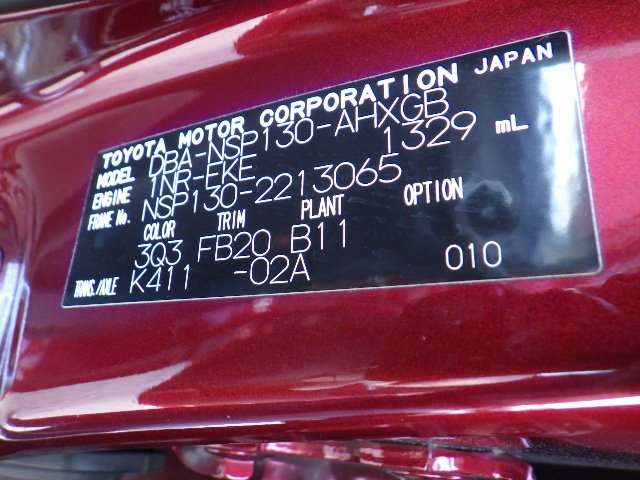 TOYOTA MOTOR CORPORATION JAPAN
MODEL DBA-NSP130-AHXGB
ENGINE 1NR-FKE 1329 mL
FRAME No. NSP130-2213065
COLOR TRIM PLANT OPTION
3Q3 FB20 B11
TRANS./AXLE K411 -02A 010